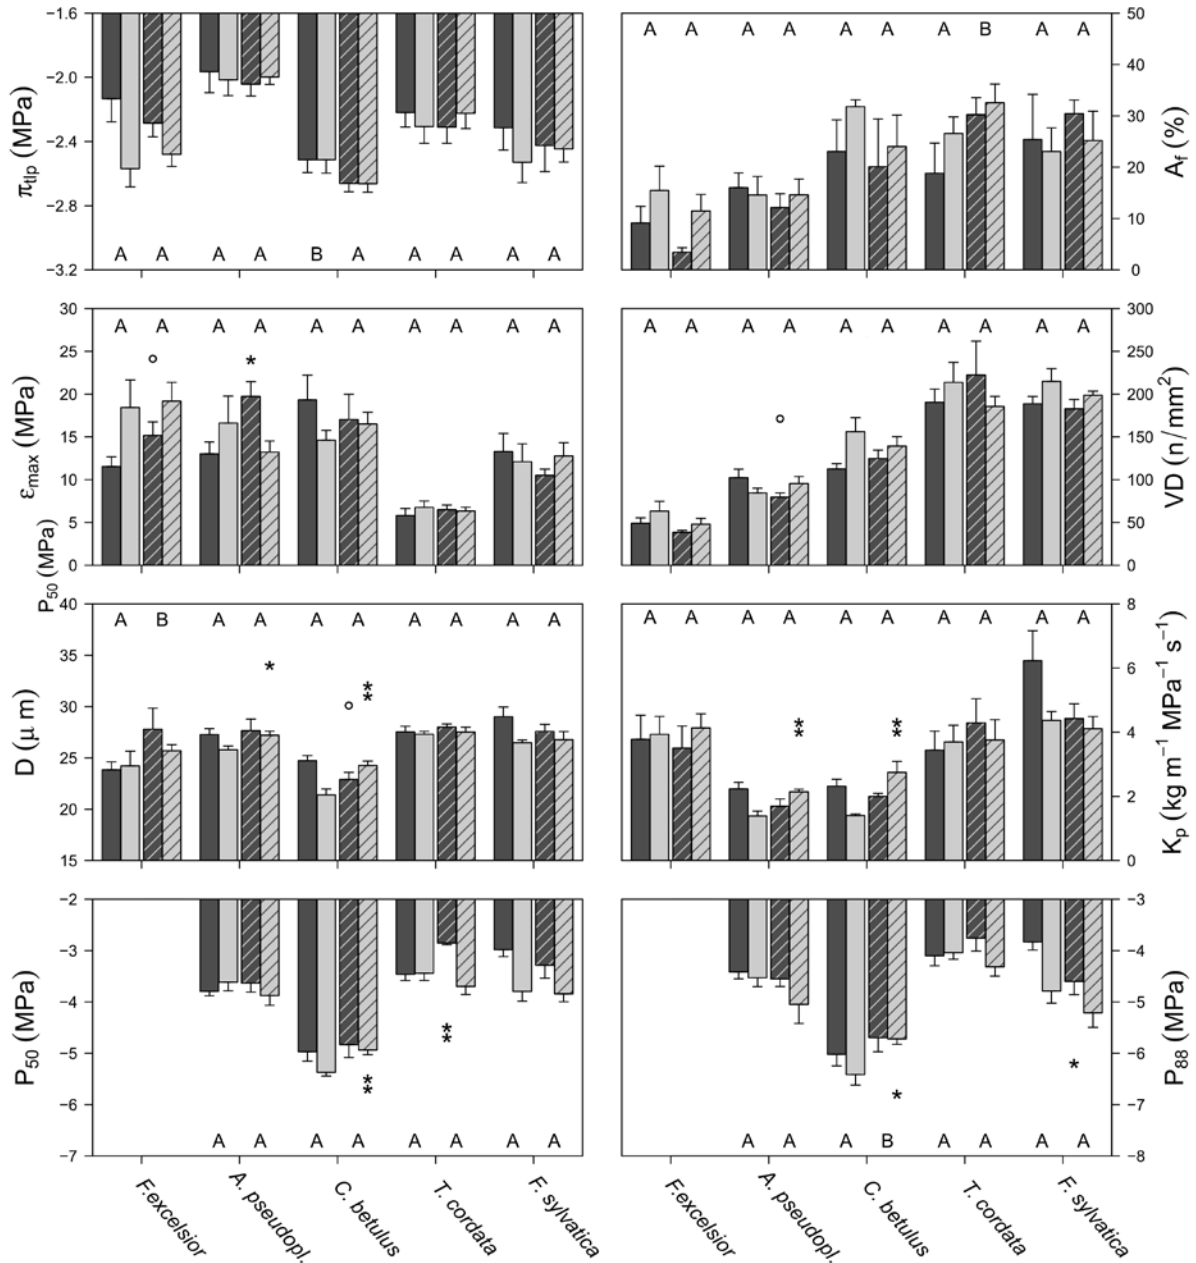 −1.6
−2.0
−2.4
−2.8
−3.2
πtlp (MPa)
A A A A B A A A A A
A A A A A A A B A A
50
40
30
20
10
0
Af (%)
30
25
20
15
10
5
0
εmax (MPa)
P50 (MPa)
A A A A A A A A A A
° *
A A A A A A A A A A
°
300
250
200
150
100
50
0
VD (n/mm2)
40
35
30
25
20
15
D (μ m)
A B A A A A A A A A
* ° **
A A A A A A A A A A
** **
8
6
4
2
0
Kp (kg m−1 MPa−1 s−1)
−2
−3
−4
−5
−6
−7
P50 (MPa)
** **
A A A A A A A A
* *
A A A B A A A A
−3
−4
−5
−6
−7
−8
P88 (MPa)
F.excelsior
A. pseudopl.
C. betulus
T. cordata
F. sylvatica
F.excelsior
A. pseudopl.
C. betulus
T. cordata
F. sylvatica